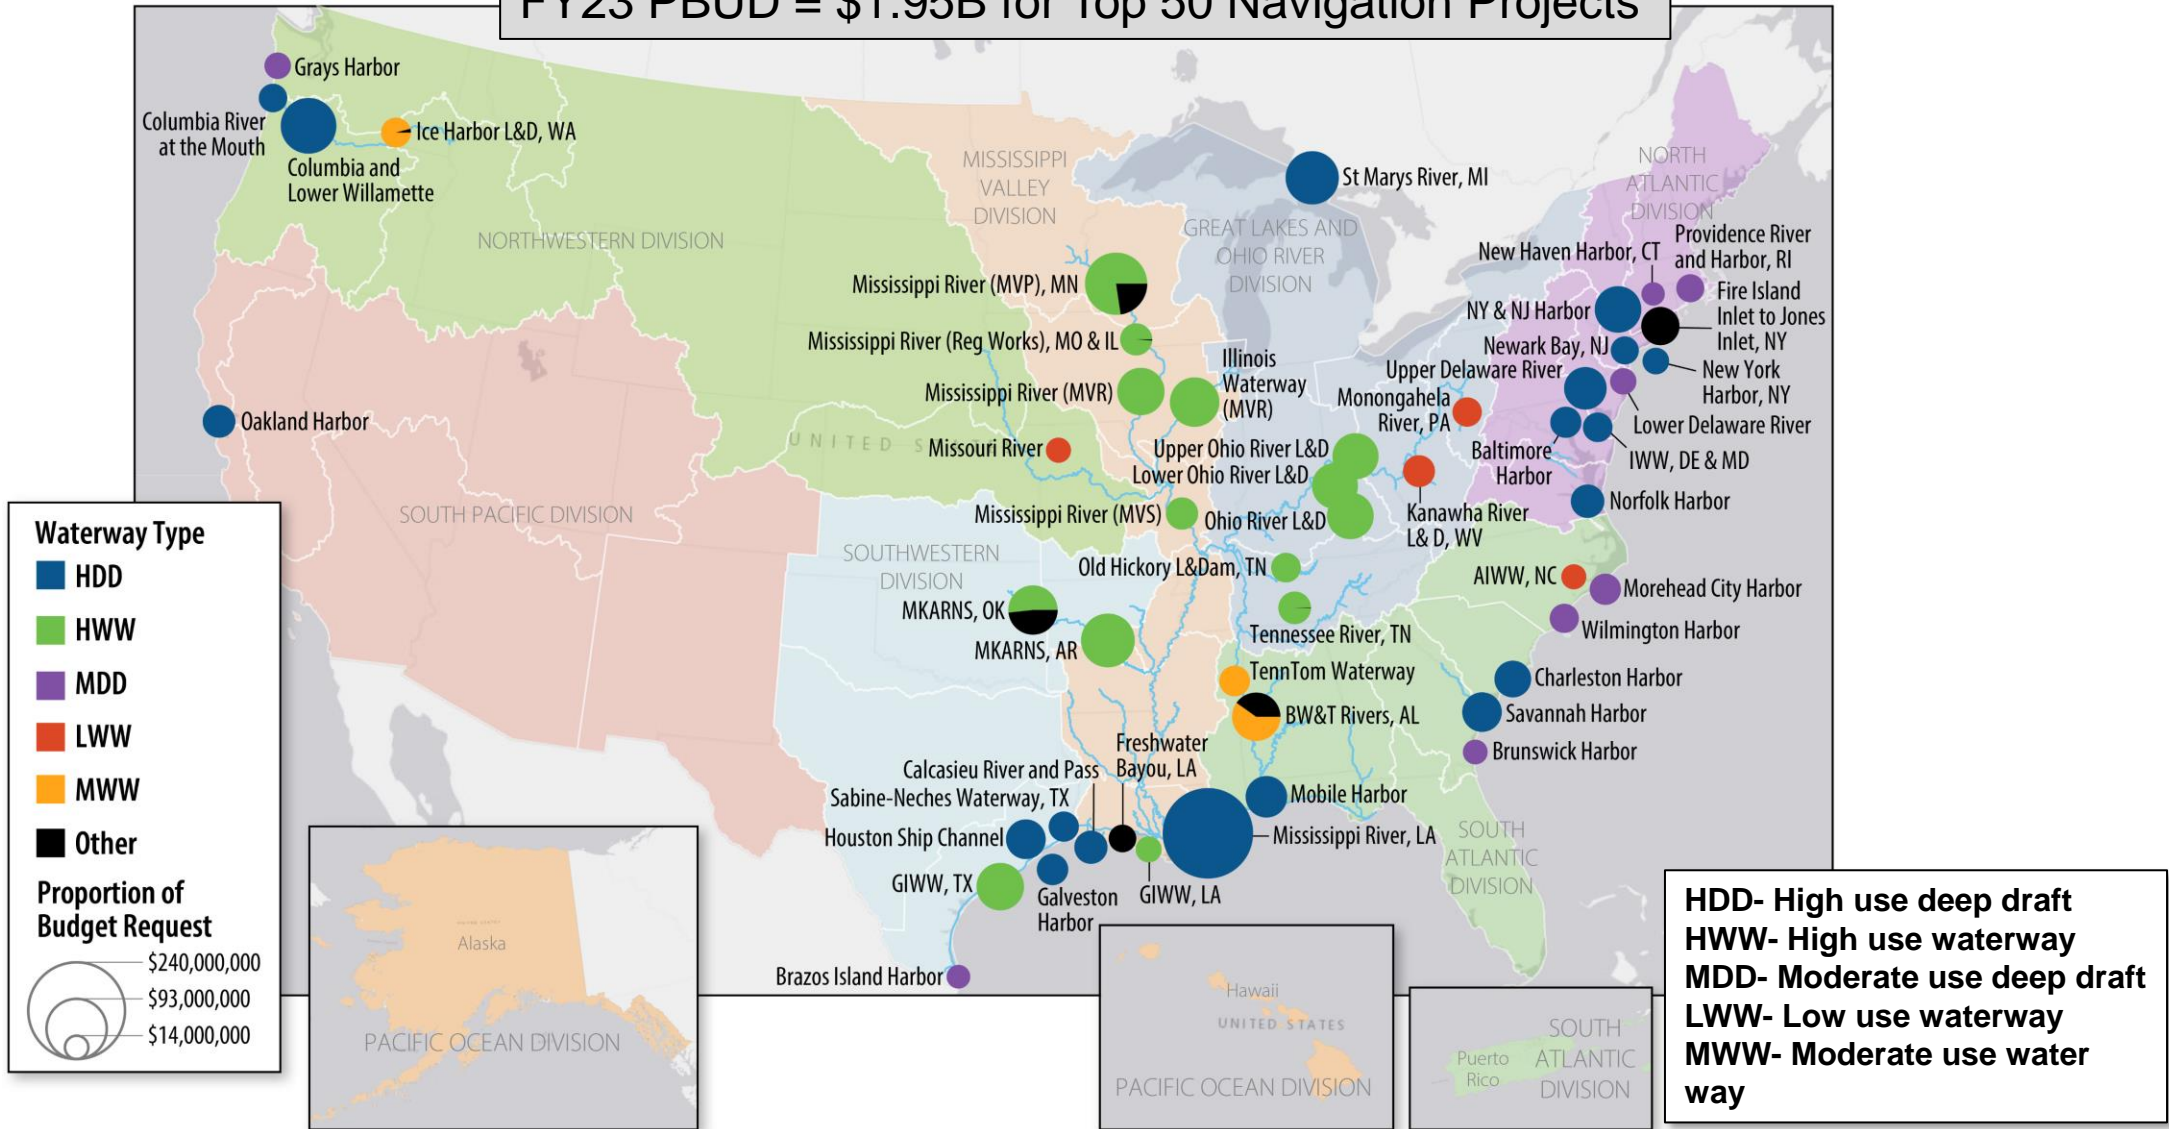 FY23 PBUD = $1.95B for Top 50 Navigation Projects
Grays Harbor
Columbia River
at the Mouth
Columbia and
Lower Willamette
Ice Harbor L&D, WA
NORTHWESTERN DIVISION
MISSISSIPPI
VALLEY
DIVISION
St Marys River, MI
GREAT LAKES AND
OHIO RIVER
DIVISION
NORTH
ATLANTIC
DIVISION
Providence River
and Harbor, RI
New Haven Harbor, CT
Fire Island
Inlet to Jones
Inlet, NY
NY & NJ Harbor
Newark Bay, NJ
New York
Harbor, NY
Upper Delaware River
Lower Delaware River
Monongahela
River, PA
Baltimore
Harbor
IWW, DE & MD
Norfolk Harbor
Mississippi River (MVP), MN
Mississippi River (Reg Works), MO & IL
Mississippi River (MVR)
Illinois
Waterway
(MVR)
Oakland Harbor
UNITED S
Missouri River
Upper Ohio River L&D
Lower Ohio River L&D
Mississippi River (MVS)
Ohio River L&D
Kanawha River
L& D, WV
SOUTH PACIFIC DIVISION
SOUTHWESTERN
DIVISION
Old Hickory L&Dam, TN
AIWW, NC
Morehead City Harbor
Wilmington Harbor
MKARNS, OK
MKARNS, AR
Tennessee River, TN
TennTom Waterway
BW&T Rivers, AL
Charleston Harbor
Savannah Harbor
Brunswick Harbor
Freshwater
Bayou, LA
Calcasieu River and Pass
Sabine-Neches Waterway, TX
Houston Ship Channel
Mobile Harbor
Mississippi River, LA
SOUTH
ATLANTIC
DIVISION
GIWW, TX
Galveston
Harbor
GIWW, LA
Brazos Island Harbor
Waterway Type
HDD
HWW
MDD
LWW
MWW
Other
Proportion of
Budget Request
$240,000,000
$93,000,000
$14,000,000
Alaska
PACIFIC OCEAN DIVISION
Hawaii
UNITED STATES
PACIFIC OCEAN DIVISION
Puerto
Rico
SOUTH
ATLANTIC
DIVISION
HDD- High use deep draft
HWW- High use waterway
MDD- Moderate use deep draft
LWW- Low use waterway
MWW- Moderate use water
way